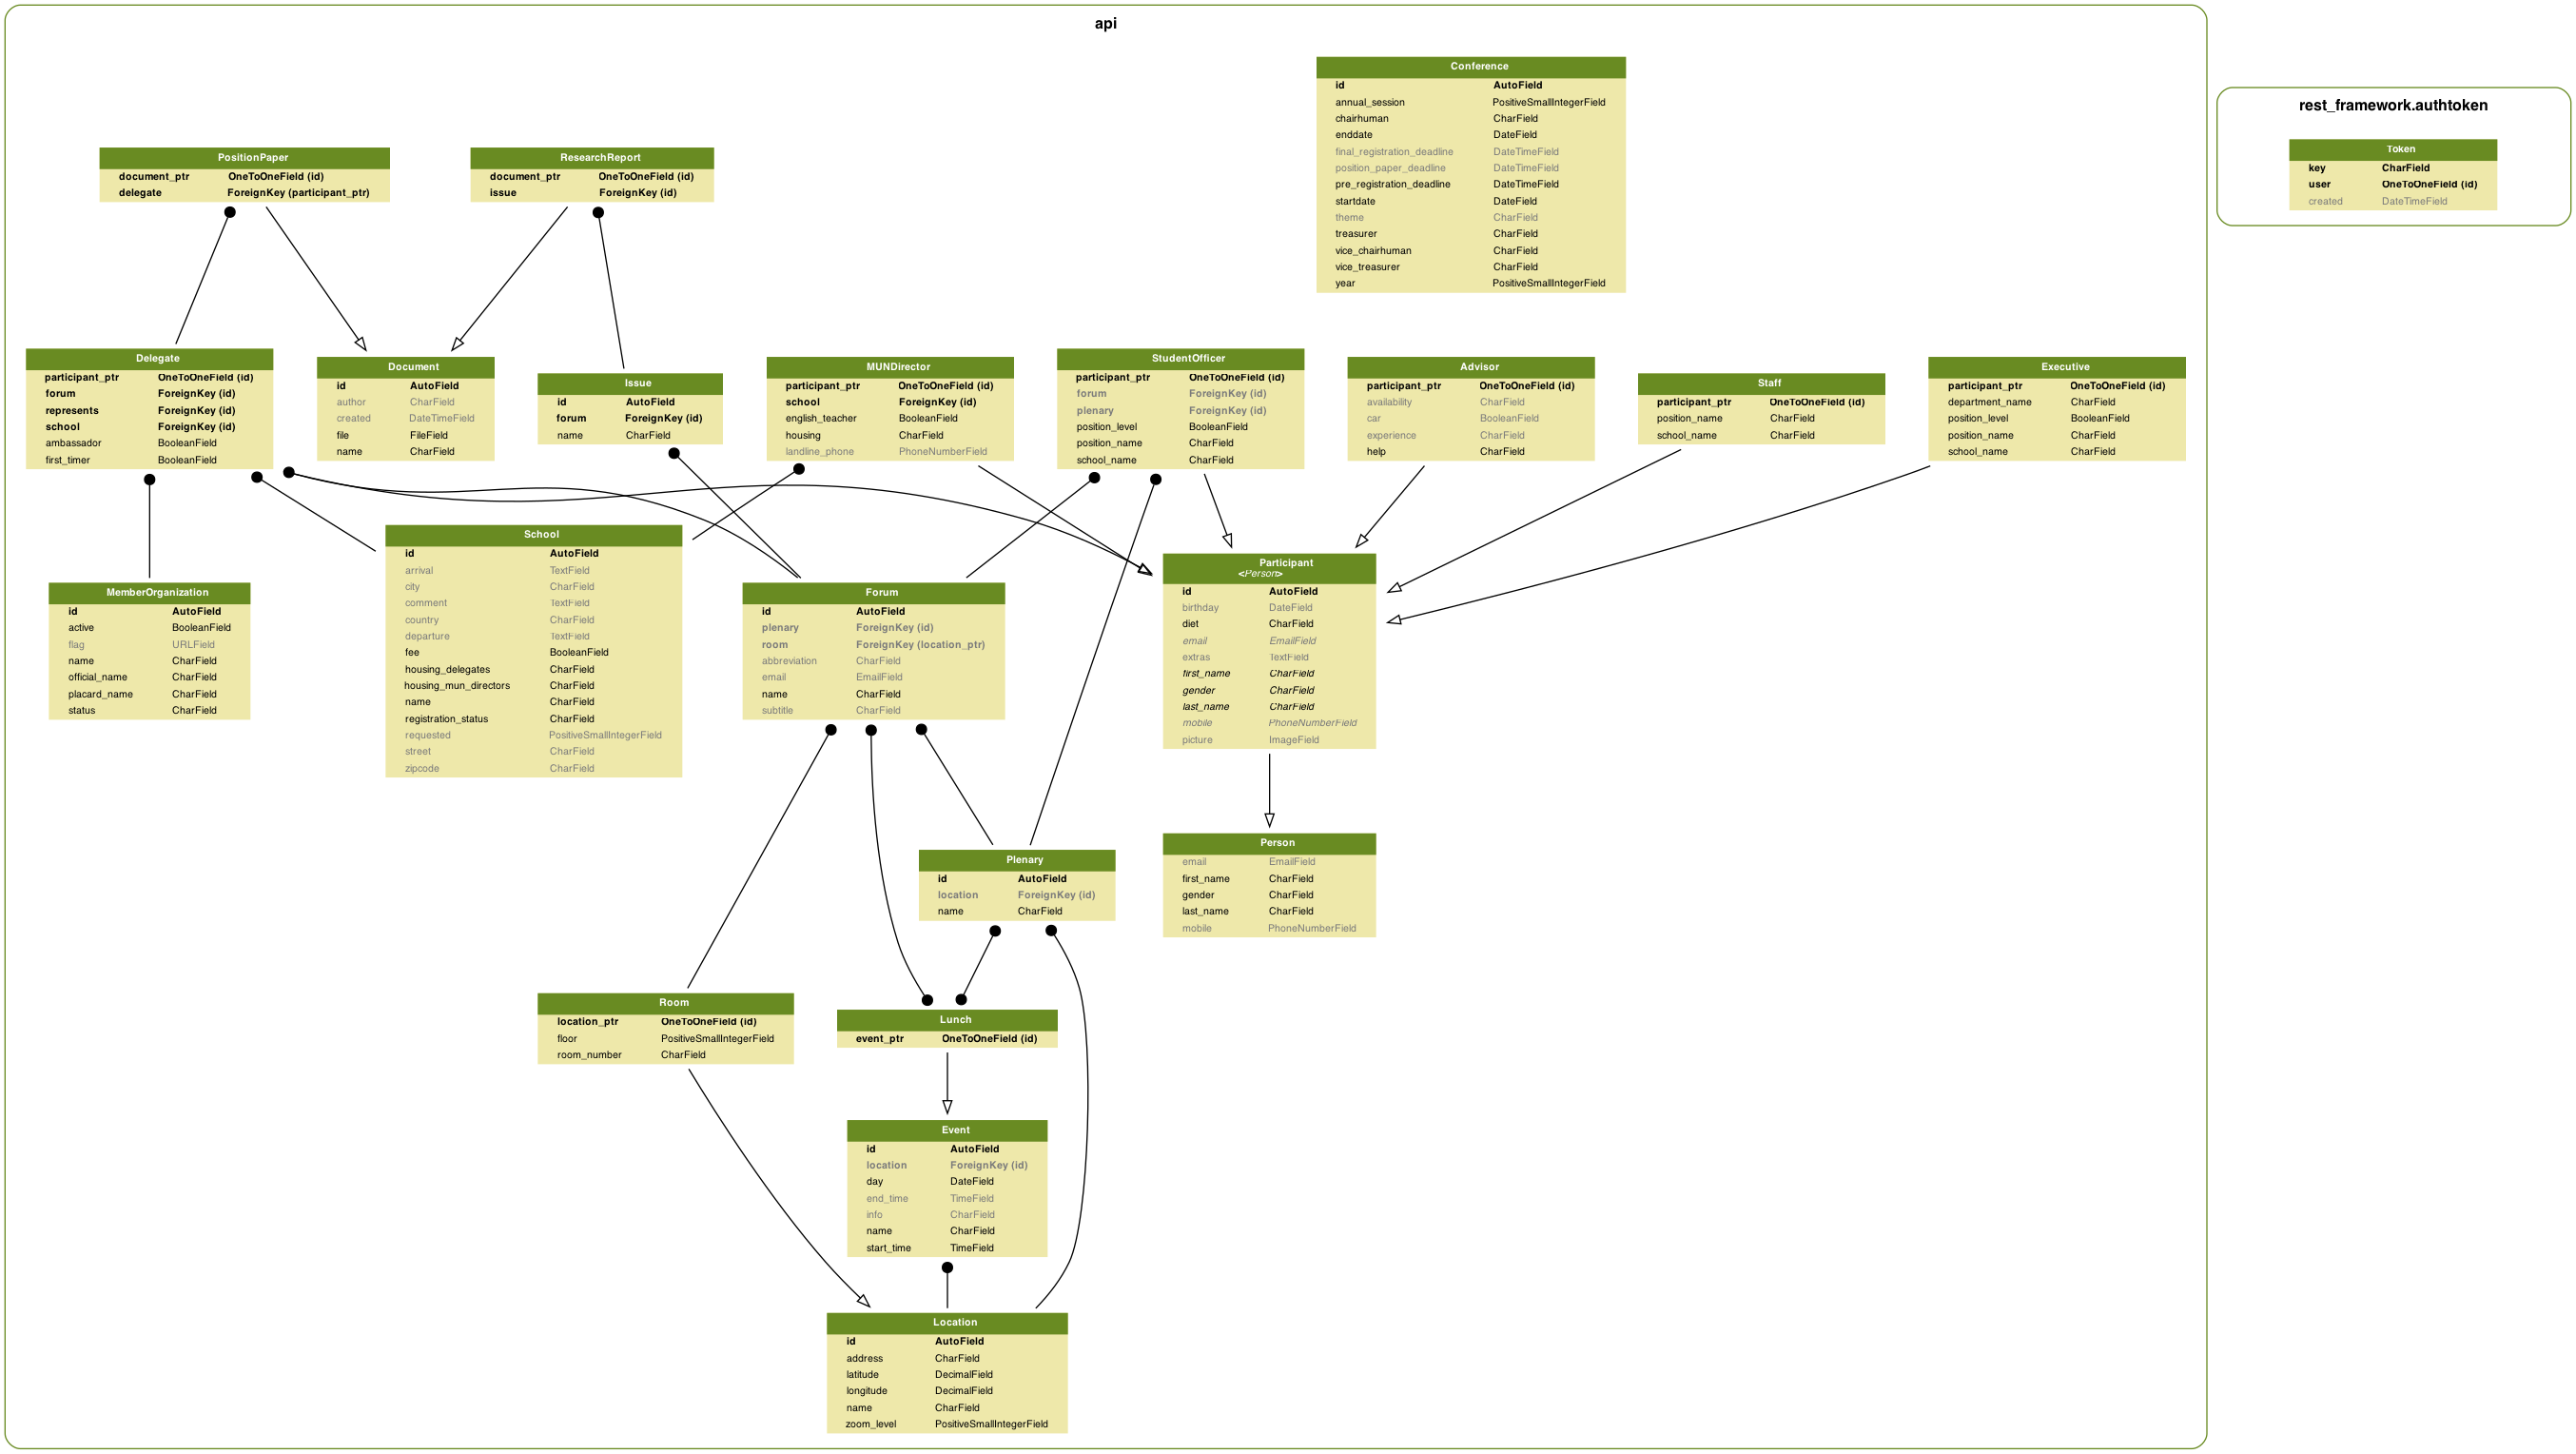 api
Conference
id AutoField
annual_session PositiveSmallIntegerField
chairhuman CharField
enddate DateField
final_registration_deadline DateTimeField
position_paper_deadline DateTimeField
pre_registration_deadline DateTimeField
startdate DateField
theme CharField
treasurer CharField
vice_chairhuman CharField
vice_treasurer CharField
year PositiveSmallIntegerField
rest_framework.authtoken
Token
key CharField
user OneToOneField (id)
created DateTimeField
PositionPaper
document_ptr OneToOneField (id)
delegate ForeignKey (participant_ptr)
ResearchReport
document_ptr OneToOneField (id)
issue ForeignKey (id)
Delegate
participant_ptr OneToOneField (id)
forum ForeignKey (id)
represents ForeignKey (id)
school ForeignKey (id)
ambassador BooleanField
first_timer BooleanField
Document
id AutoField
author CharField
created DateTimeField
file FileField
name CharField
Issue
id AutoField
forum ForeignKey (id)
name CharField
MUNDirector
participant_ptr OneToOneField (id)
school ForeignKey (id)
english_teacher BooleanField
housing CharField
landline_phone PhoneNumberField
StudentOfficer
participant_ptr OneToOneField (id)
forum ForeignKey (id)
plenary ForeignKey (id)
position_level BooleanField
position_name CharField
school_name CharField
Advisor
participant_ptr OneToOneField (id)
availability CharField
car BooleanField
experience CharField
help CharField
Staff
participant_ptr OneToOneField (id)
position_name CharField
school_name CharField
Executive
participant_ptr OneToOneField (id)
department_name CharField
position_level BooleanField
position_name CharField
school_name CharField
MemberOrganization
id AutoField
active BooleanField
flag URLField
name CharField
official_name CharField
placard_name CharField
status CharField
School
id AutoField
arrival TextField
city CharField
comment TextField
country CharField
departure TextField
fee BooleanField
housing_delegates CharField
housing_mun_directors CharField
name CharField
registration_status CharField
requested PositiveSmallIntegerField
street CharField
zipcode CharField
Forum
id AutoField
plenary ForeignKey (id)
room ForeignKey (location_ptr)
abbreviation CharField
email EmailField
name CharField
subtitle CharField
Participant
<Person>
id AutoField
birthday DateField
diet CharField
email EmailField
extras TextField
first_name CharField
gender CharField
last_name CharField
mobile PhoneNumberField
picture ImageField
Plenary
id AutoField
location ForeignKey (id)
name CharField
Person
email EmailField
first_name CharField
gender CharField
last_name CharField
mobile PhoneNumberField
Room
location_ptr OneToOneField (id)
floor PositiveSmallIntegerField
room_number CharField
Lunch
event_ptr OneToOneField (id)
Event
id AutoField
location ForeignKey (id)
day DateField
end_time TimeField
info CharField
name CharField
start_time TimeField
Location
id AutoField
address CharField
latitude DecimalField
longitude DecimalField
name CharField
zoom_level PositiveSmallIntegerField